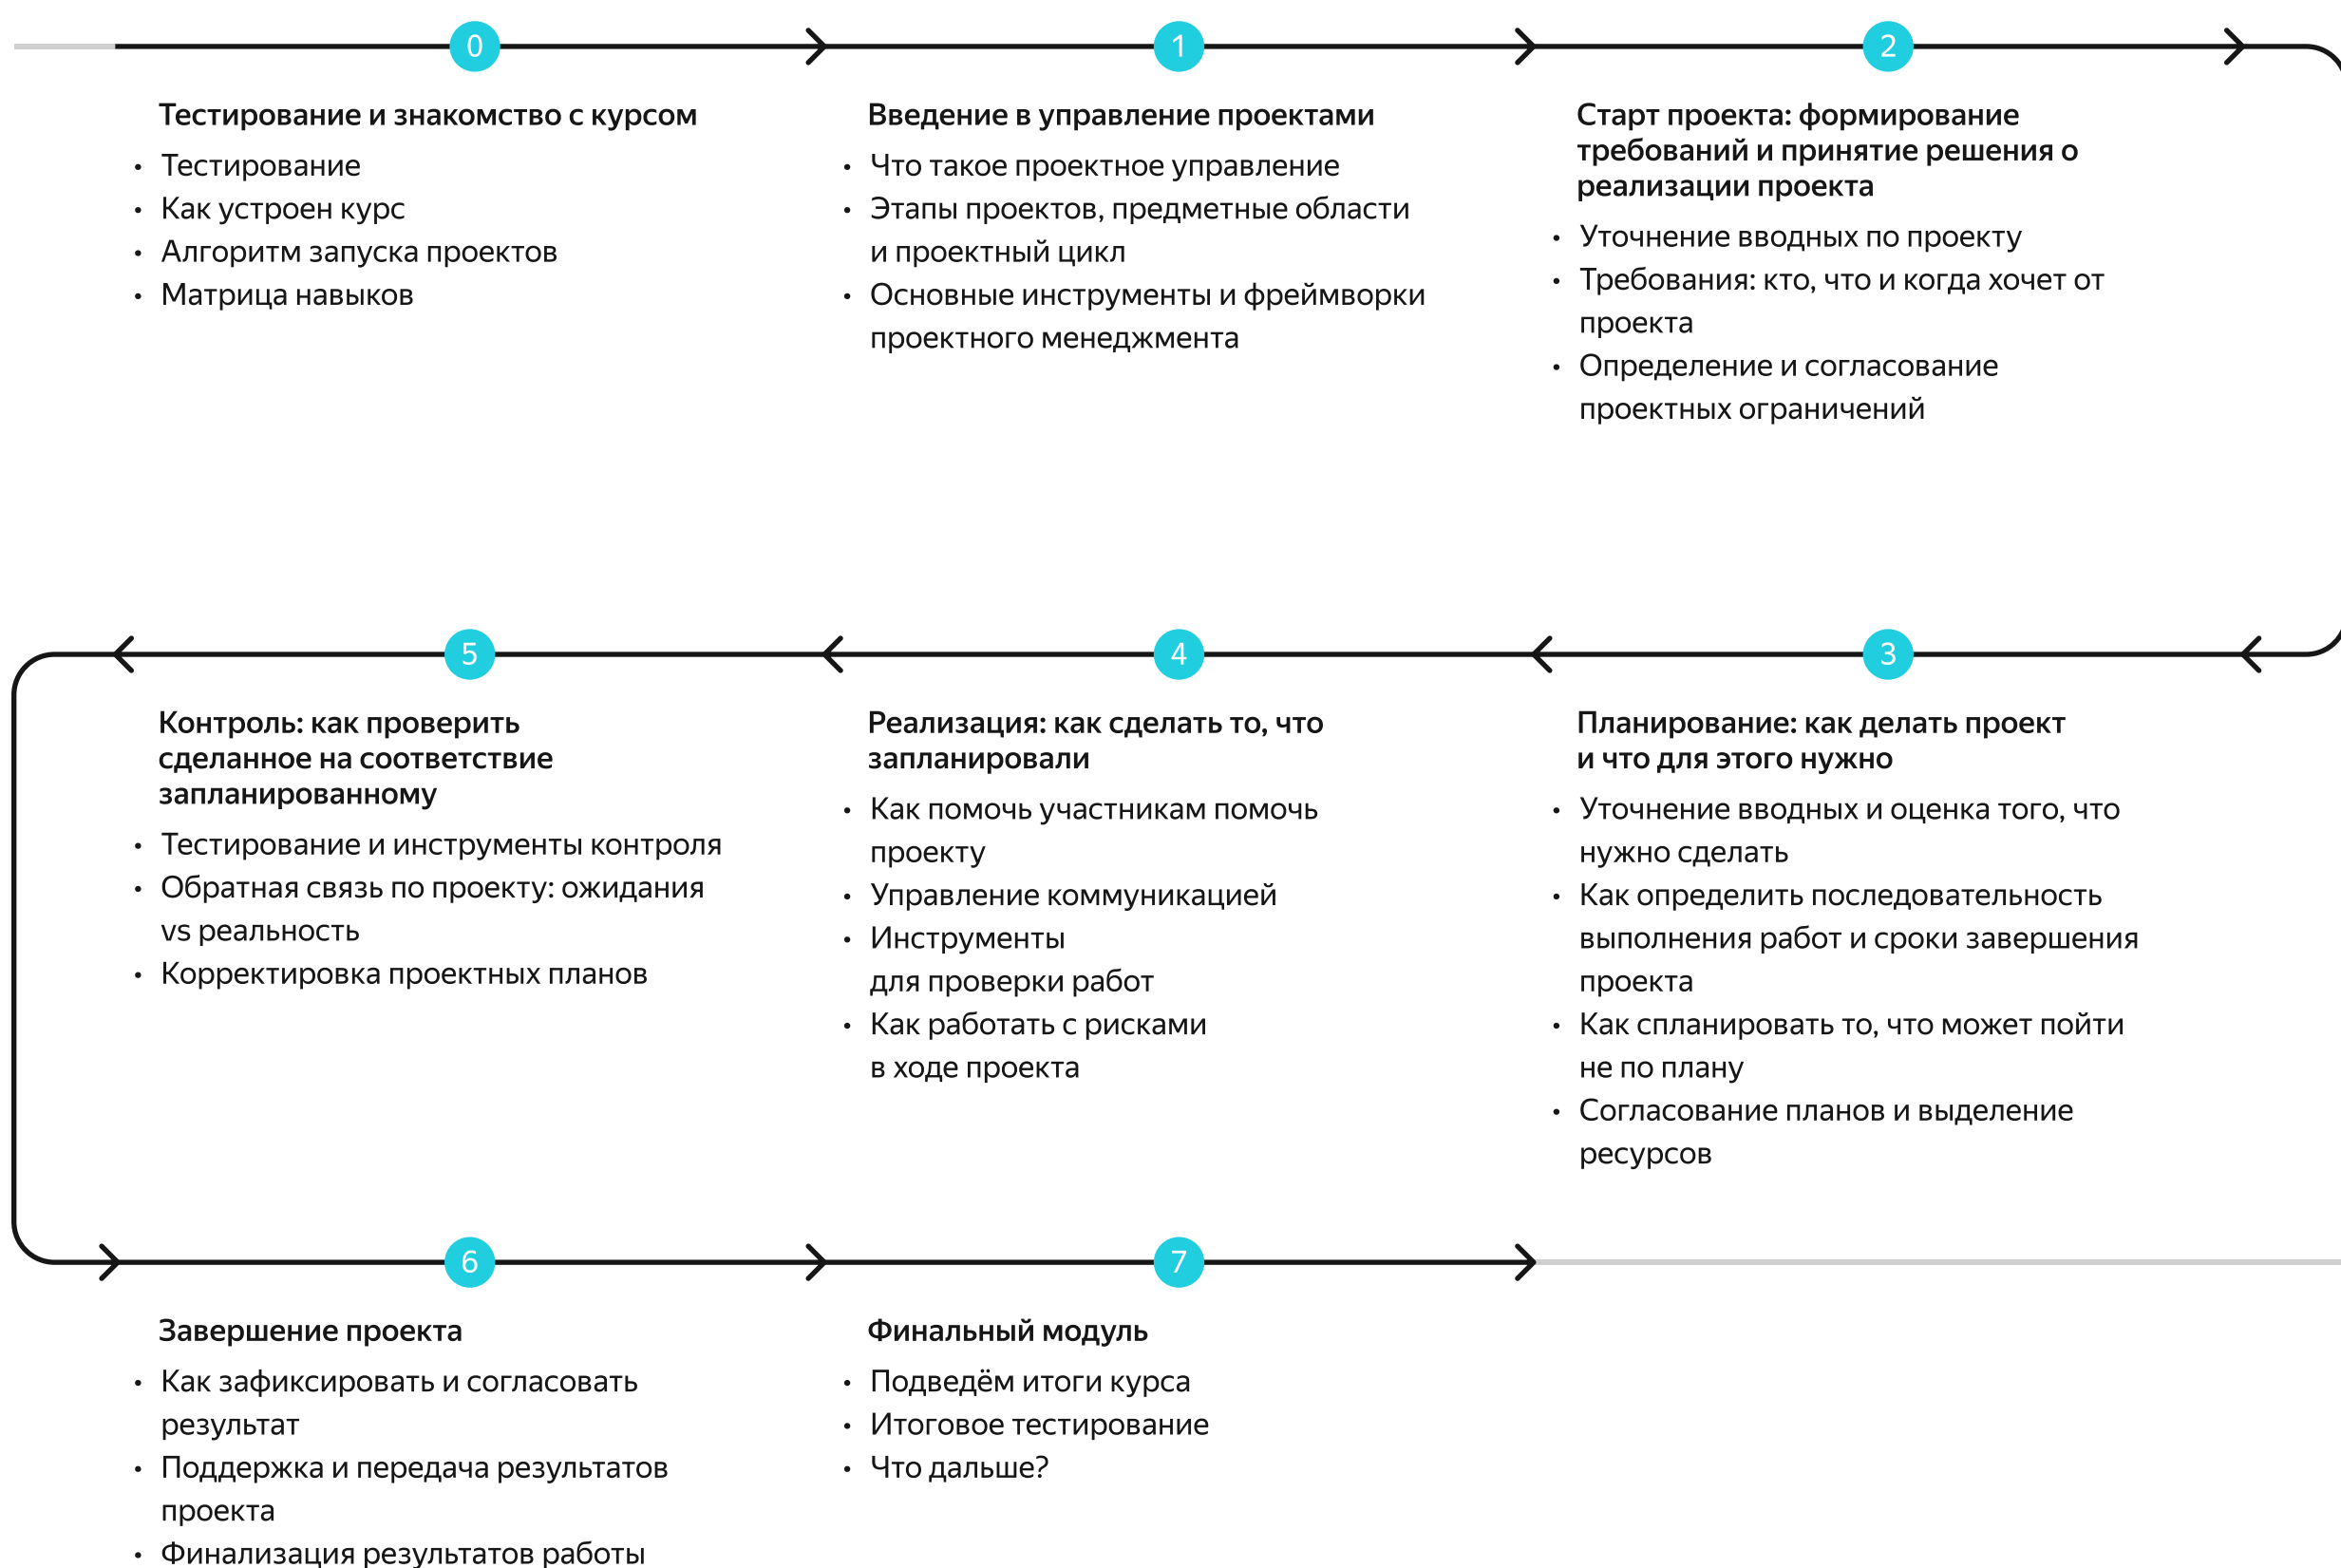 0
Тестирование и знакомство с курсом
• Тестирование
• Как устроен курс
• Алгоритм запуска проектов
• Матрица навыков
1
Введение в управление проектами
• Что такое проектное управление
• Этапы проектов, предметные области
и проектный цикл
• Основные инструменты и фреймворки
проектного менеджмента
2
Старт проекта: формирование
требований и принятие решения о
реализации проекта
• Уточнение вводных по проекту
• Требования: кто, что и когда хочет от
проекта
• Определение и согласование
проектных ограничений
3
Планирование: как делать проект
и что для этого нужно
• Уточнение вводных и оценка того, что
нужно сделать
• Как определить последовательность
выполнения работ и сроки завершения
проекта
• Как спланировать то, что может пойти
не по плану
• Согласование планов и выделение
ресурсов
4
Реализация: как сделать то, что
запланировали
• Как помочь участникам помочь
проекту
• Управление коммуникацией
• Инструменты
для проверки работ
• Как работать с рисками
в ходе проекта
5
Контроль: как проверить
сделанное на соответствие
запланированному
• Тестирование и инструменты контроля
• Обратная связь по проекту: ожидания
vs реальность
• Корректировка проектных планов
6
Завершение проекта
• Как зафиксировать и согласовать
результат
• Поддержка и передача результатов
проекта
• Финализация результатов работы
7
Финальный модуль
• Подведём итоги курса
• Итоговое тестирование
• Что дальше?